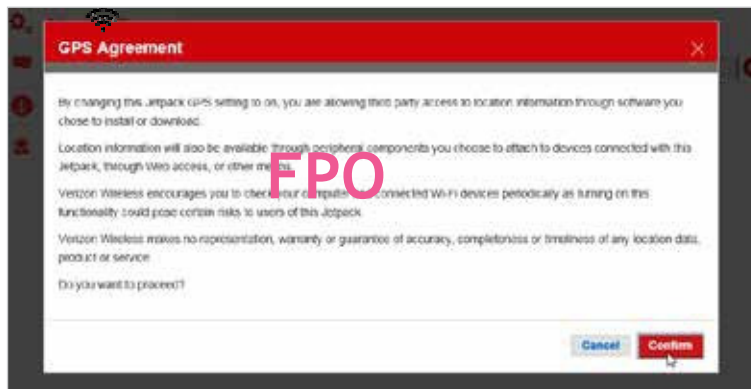 GPS Agreement
By changing this Jetpack GPS setting to on, you are allowing third party access to location information through software you
chose to install or download.
Location information will also be available through peripheral components you choose to attach to devices connected with this
Jetpack, through Web access, or other means.
FPO
Verizon Wireless encourages you to check your computer connected Wi-Fi devices periodically as turning on this
functionality could pose certain risks to users of this Jetpack
Verizon Wireless makes no representation, warranty or guarantee of accuracy, completeness or timeliness of any location data,
product or service
Do you want to proceed?
Cancel
Confirm